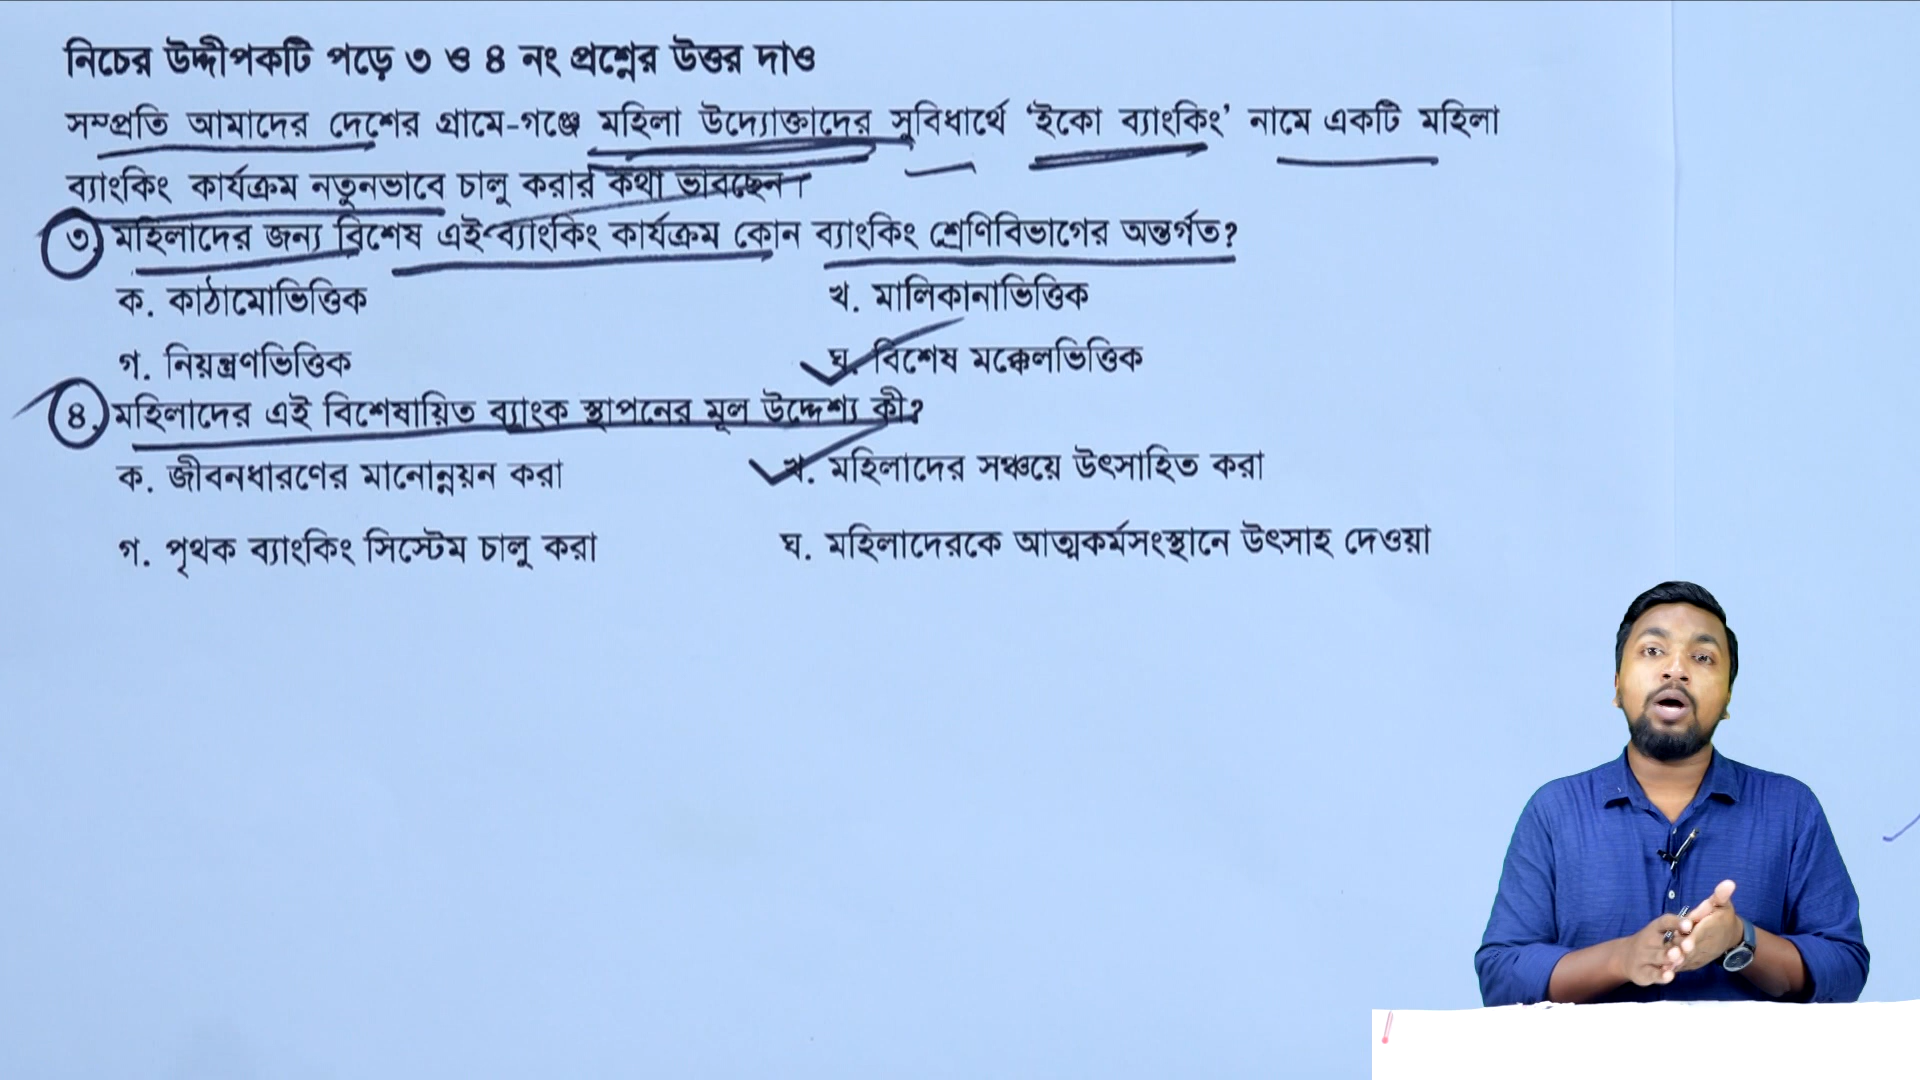 নিচের উদ্দীপকটি পড়ে ৩ ও ৪ নং প্রশ্নের উত্তর দাও
সম্প্রতি আমাদের দেশের গ্রামে-গঞ্জে মহিলা উদ্যোক্তাদের সুবিধার্থে ‘ইকো ব্যাংকিং’ নামে একটি মহিলা
ব্যাংকিং কার্যক্রম নতুনভাবে চালু করার কথা ভাবছেন।
৩. মহিলাদের জন্য বিশেষ এই ব্যাংকিং কার্যক্রম কোন ব্যাংকিং শ্রেণিবিভাগের অন্তর্গত?
ক. কাঠামোভিত্তিক খ. মালিকানাভিত্তিক
গ. নিয়ন্ত্রণভিত্তিক ঘ. বিশেষ মক্কেলভিত্তিক
৪. মহিলাদের এই বিশেষায়িত ব্যাংক স্থাপনের মূল উদ্দেশ্য কী?
ক. জীবনধারণের মানোন্নয়ন করা খ. মহিলাদের সঞ্চয়ে উৎসাহিত করা
গ. পৃথক ব্যাংকিং সিস্টেম চালু করা ঘ. মহিলাদেরকে আত্মকর্মসংস্থানে উৎসাহ দেওয়া